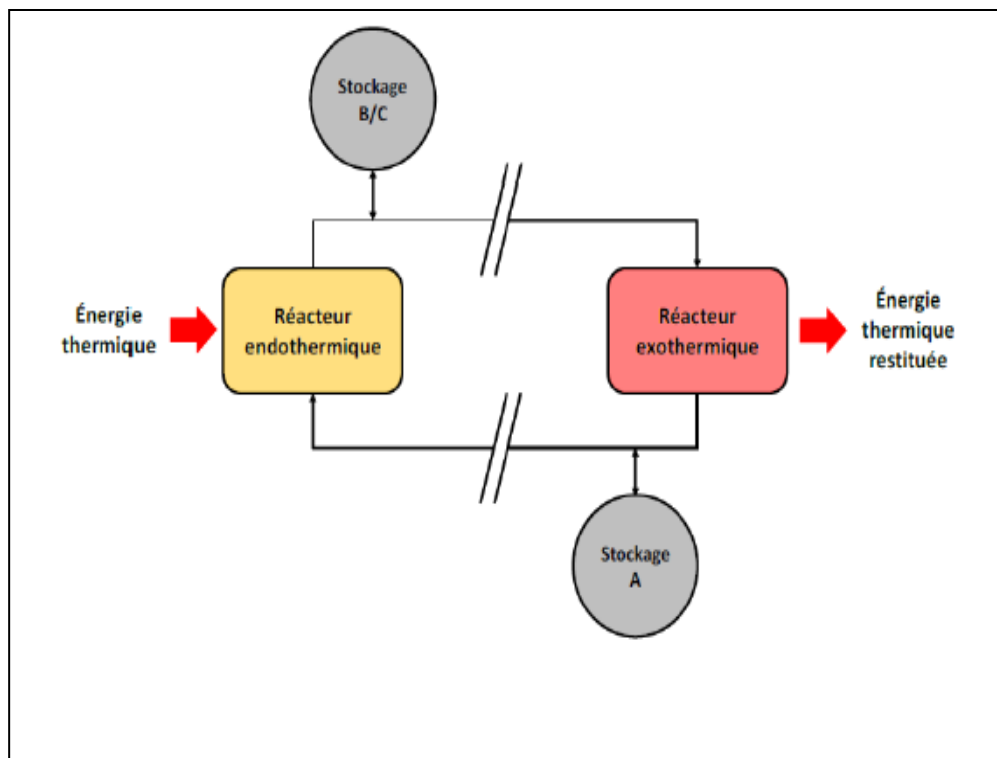 Stockage
B/C
Énergie
thermique
Réacteur
endothermique
Réacteur
exothermique
Énergie
thermique
restituée
Stockage
A